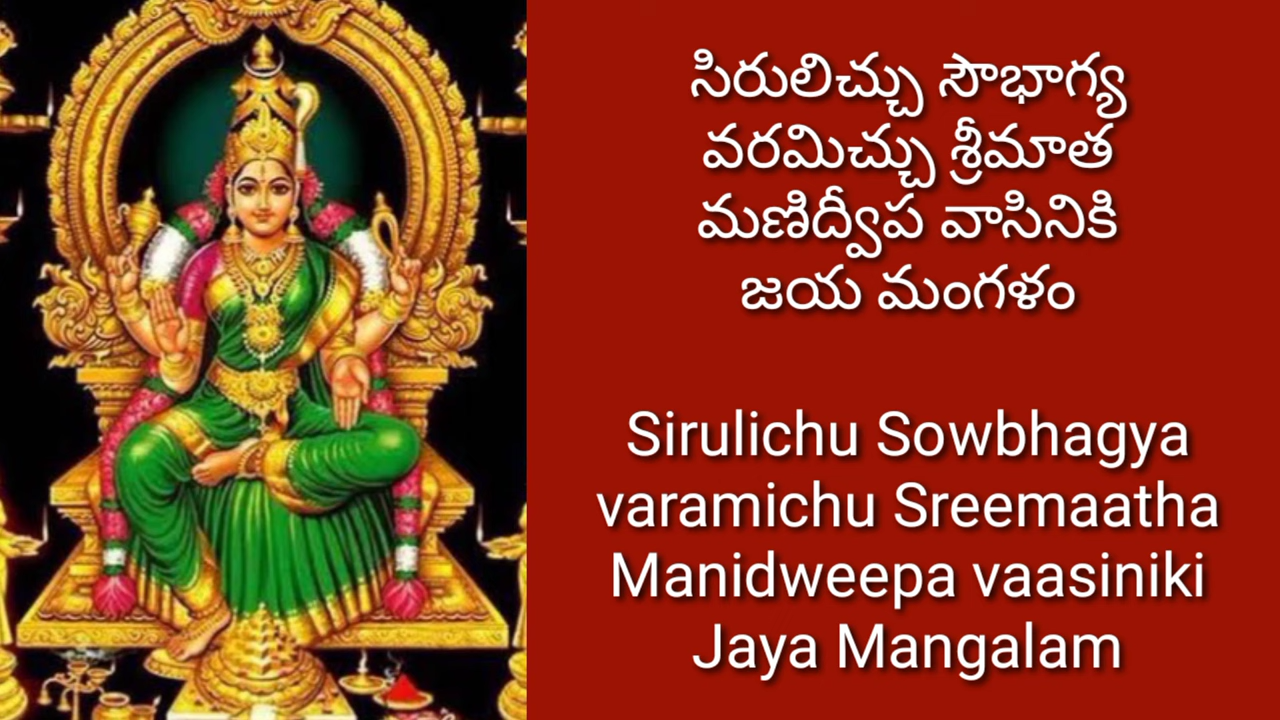 సిరులిచ్చు సౌభాగ్య
వరమిచ్చు శ్రీమాత
మణిద్వీప వాసినికి
జయ మంగళం
Sirulichu Sowbhagya
varamichu Sreemaatha
Manidweepa vaasiniki
Jaya Mangalam